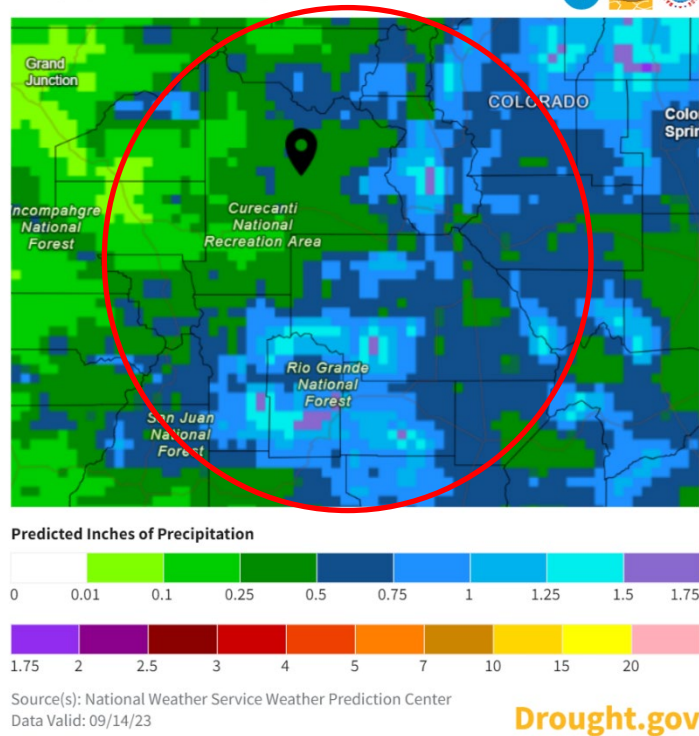 Grand
Junction
COLORADO
Colo
Sprin
ncompahgre
National
Forest
Curecanti
National
Recreation Area
Rio Grande
National
Forest
San Juan
National
Forest
Predicted Inches of Precipitation
0 0.01 0.1 0.25 0.5 0.75 1 1.25 1.5 1.75
1.75 2 2.5 3 4 5 7 10 15 20
Source(s): National Weather Service Weather Prediction Center
Data Valid: 09/14/23
Drought.gov